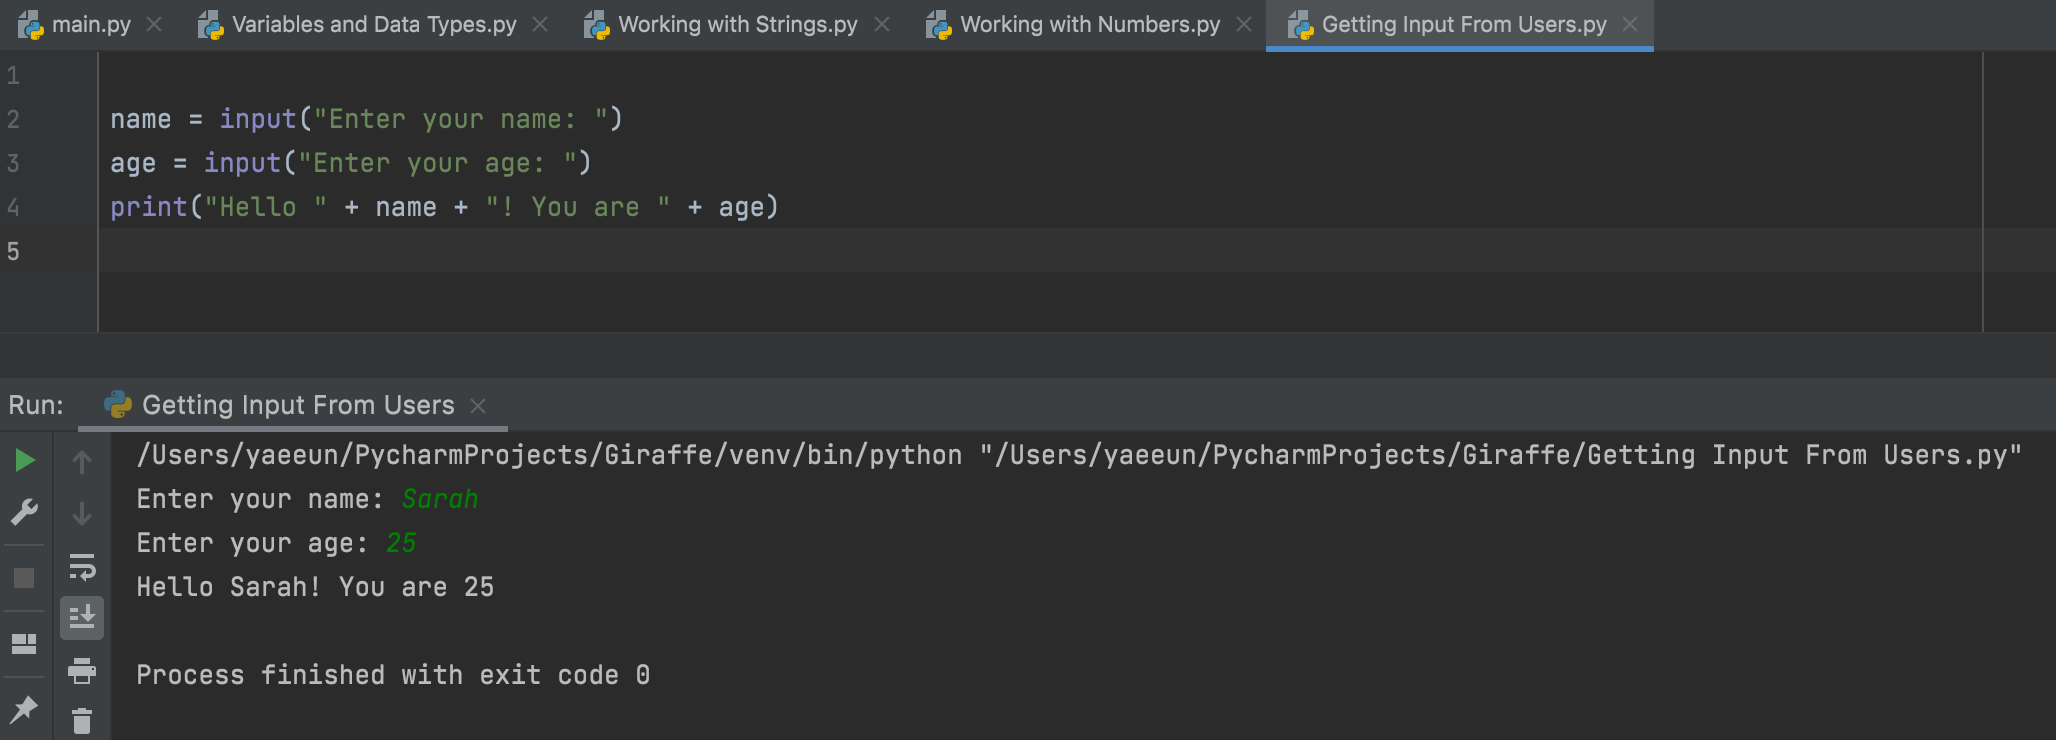 main.py Variables and Data Types.py Working with Strings.py Working with Numbers.py Getting Input From Users.py
1
2 name = input("Enter your name: ")
3 age = input("Enter your age: ")
4 print("Hello " + name + "! You are " + age)
5
Run: Getting Input From Users
/Users/yaeeun/PycharmProjects/Giraffe/venv/bin/python "/Users/yaeeun/PycharmProjects/Giraffe/Getting Input From Users.py"
Enter your name: Sarah
Enter your age: 25
Hello Sarah! You are 25
Process finished with exit code 0